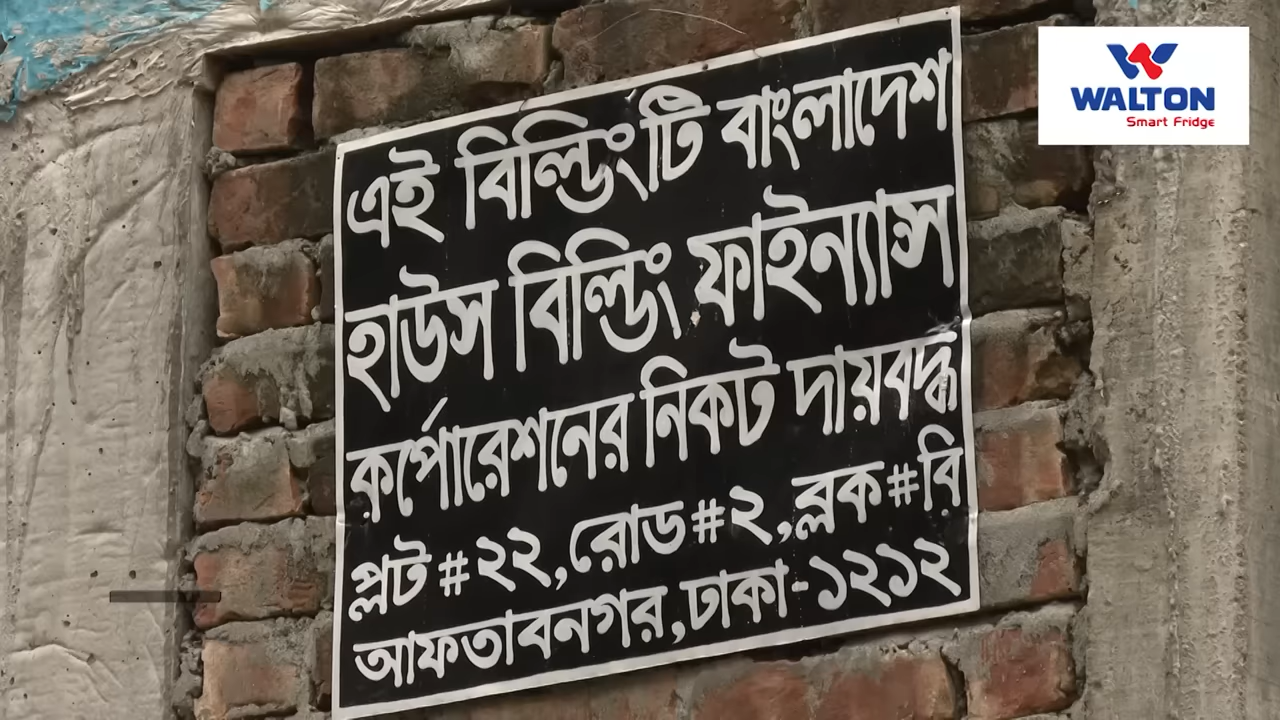 এই বিল্ডিংটি বাংলাদেশ
হাউস বিল্ডিং ফাইন্যান্স
কর্পোরেশনের নিকট দায়বদ্ধ
প্লট # ২২, রোড # ২, ব্লক # বি
আফতাবনগর, ঢাকা-১২১২
WALTON
Smart Fridge